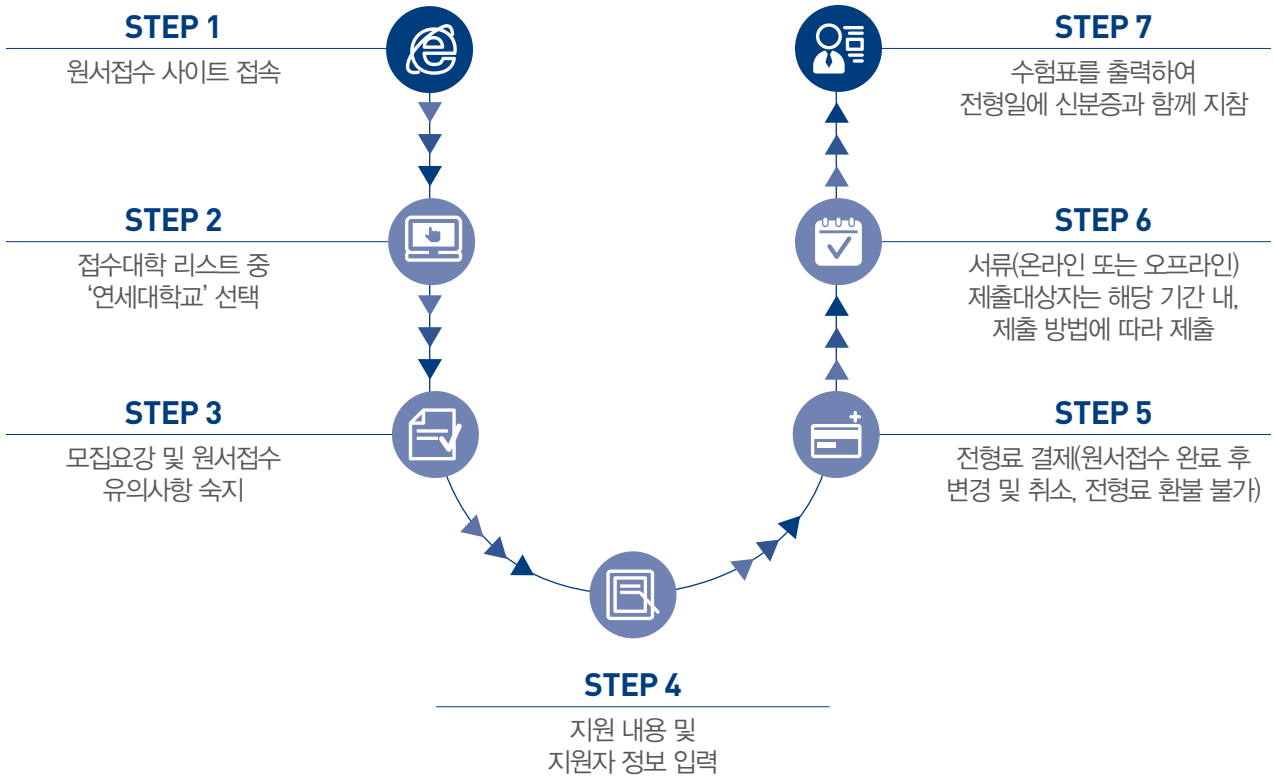 STEP 1
원서접수 사이트 접속
STEP 2
접수대학 리스트 중
‘연세대학교’ 선택
STEP 3
모집요강 및 원서접수
유의사항 숙지
STEP 4
지원 내용 및
지원자 정보 입력
STEP 5
전형료 결제(원서접수 완료 후
변경 및 취소, 전형료 환불 불가)
STEP 6
서류(온라인 또는 오프라인)
제출대상자는 해당 기간 내,
제출 방법에 따라 제출
STEP 7
수험표를 출력하여
전형일에 신분증과 함께 지참